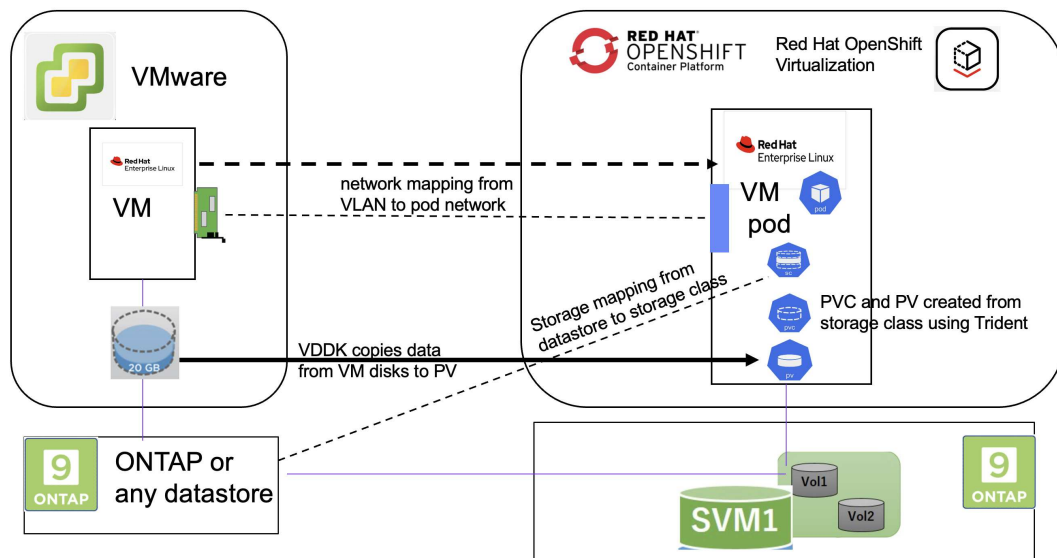 VMware
RED HAT®
OPENSHIFT
Container Platform
Red Hat OpenShift
Virtualization
Red Hat
Enterprise Linux
VM
network mapping from
VLAN to pod network
Red Hat
Enterprise Linux
VM
pod
pod
sc
Storage mapping from
datastore to storage class
pvc
PVC and PV created from
storage class using Trident
20 GB
VDDK copies data
from VM disks to PV
pv
9
ONTAP
ONTAP or
any datastore
SVM1
Vol1
Vol2
9
ONTAP